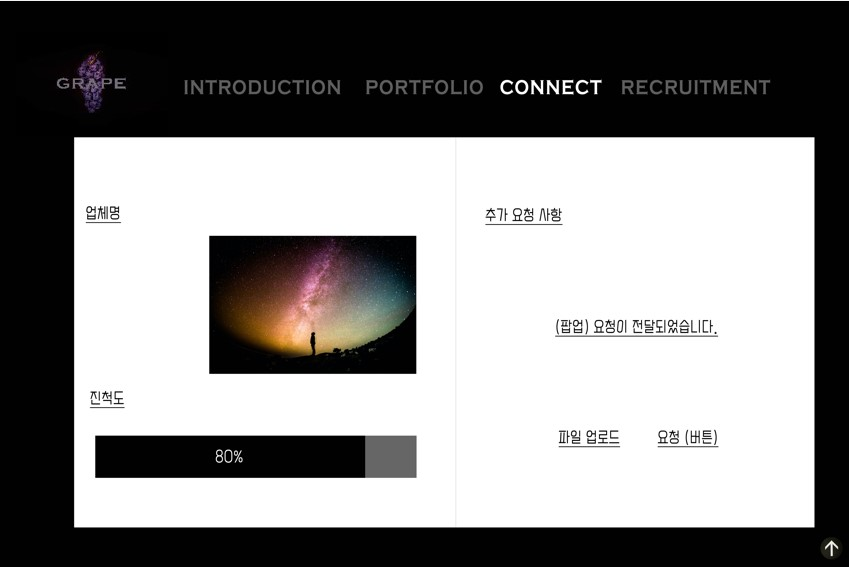 GRAPE
INTRODUCTION PORTFOLIO CONNECT RECRUITMENT
업체명
진척도
80%
추가 요청 사항
(팝업) 요청이 전달되었습니다.
파일 업로드 요청 (버튼)